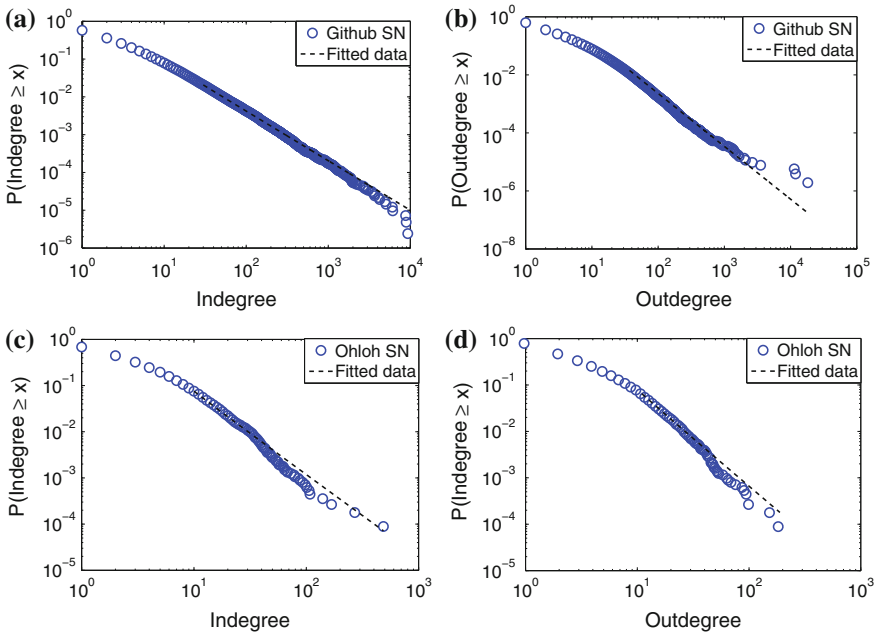 (a)
P(Indegree ≥ x)
10^0
10^-1
10^-2
10^-3
10^-4
10^-5
10^-6
Github SN
Fitted data
10^0 10^1 10^2 10^3 10^4
Indegree
(b)
P(Outdegree ≥ x)
10^0
10^-2
10^-4
10^-6
10^-8
Github SN
Fitted data
10^0 10^1 10^2 10^3 10^4 10^5
Outdegree
(c)
P(Indegree ≥ x)
10^0
10^-1
10^-2
10^-3
10^-4
10^-5
Ohloh SN
Fitted data
10^0 10^1 10^2 10^3
Indegree
(d)
P(Indegree ≥ x)
10^0
10^-1
10^-2
10^-3
10^-4
10^-5
Ohloh SN
Fitted data
10^0 10^1 10^2 10^3
Outdegree